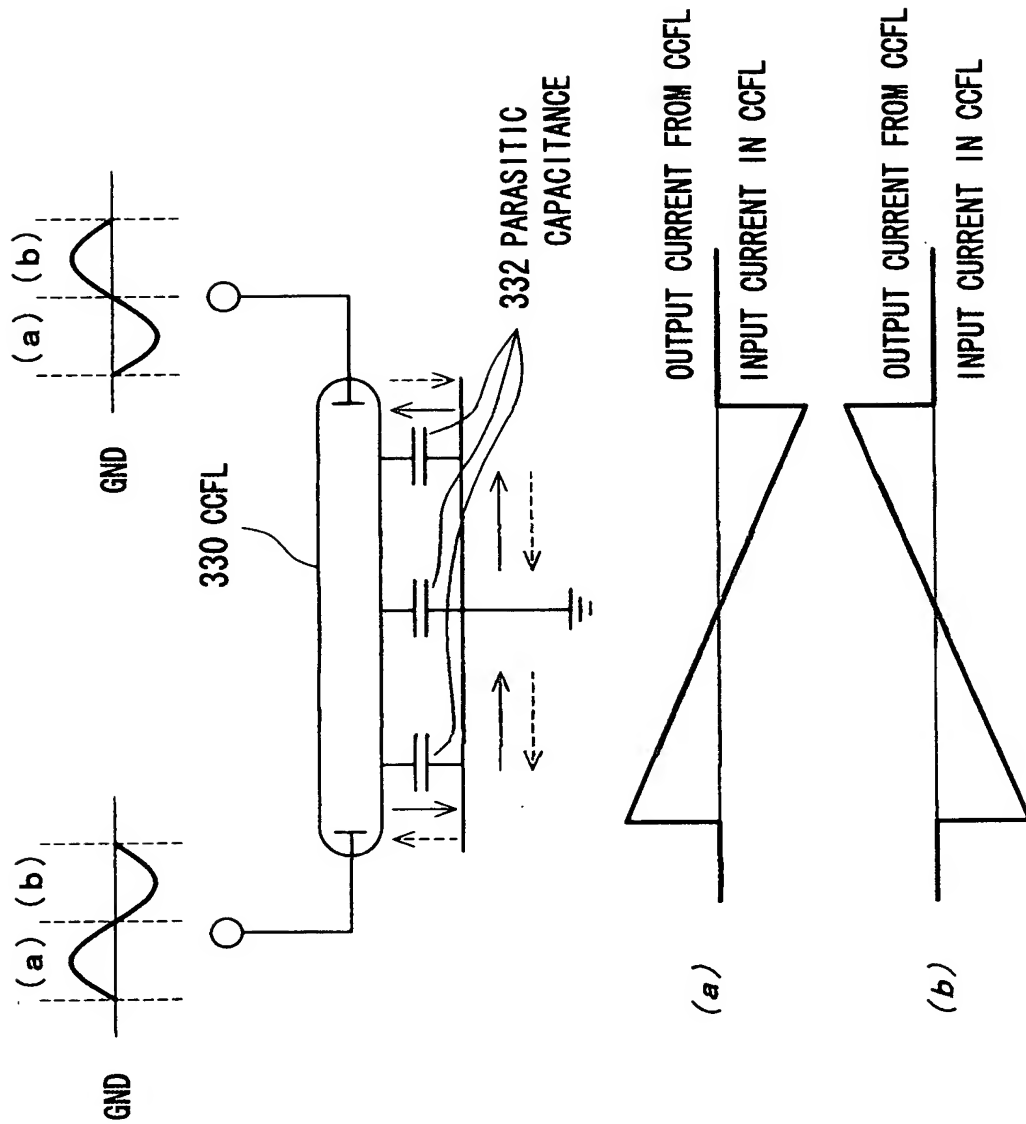 (a) (b)
GND
(a) (b)
GND
330 CCFL
332 PARASITIC
CAPACITANCE
(a)
OUTPUT CURRENT FROM CCFL
INPUT CURRENT IN CCFL
(b)
OUTPUT CURRENT FROM CCFL
INPUT CURRENT IN CCFL